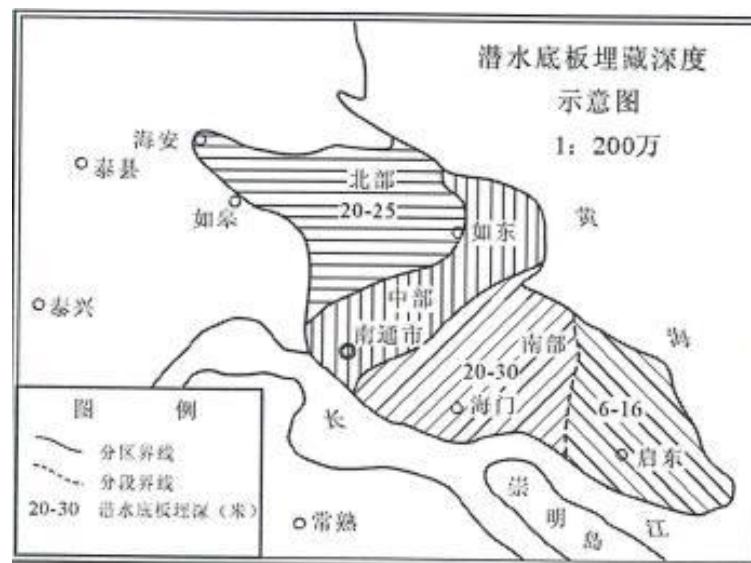 潜水底板埋藏深度
示意图
1：200万
海安
泰县
北部
如皋
20-25
如东
黄
泰兴
中部
南通市
南部
20-30
海门
6-16
启东
长
江
崇
明
岛
常熟
图 例
分区界线
分段界线
20-30 潜水底板埋深（米）